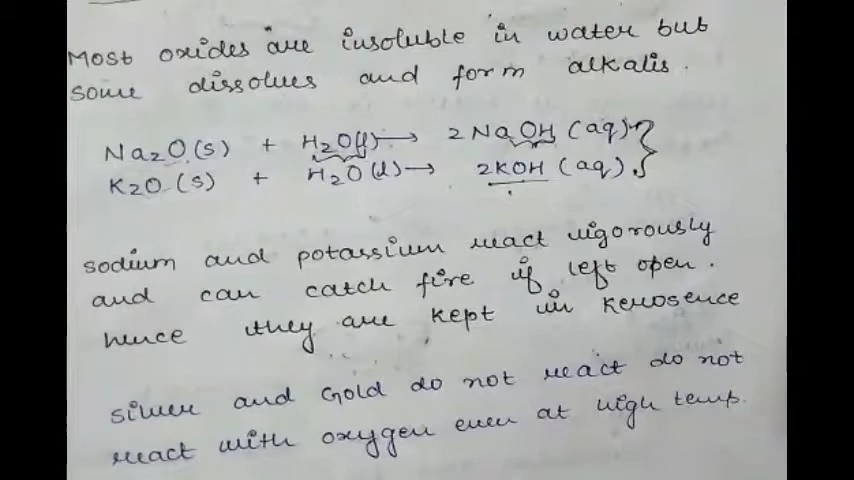 Most oxides are insoluble in water but
some dissolves and form alkalis.
Na2O(s) + H2O(l) → 2NaOH (aq)
K2O (s) + H2O (l) → 2KOH (aq).
sodium and potassium react vigorously
and can catch fire if left open.
hence they are kept in kerosence
silver and Gold do not react do not
react with oxygen even at high temp.